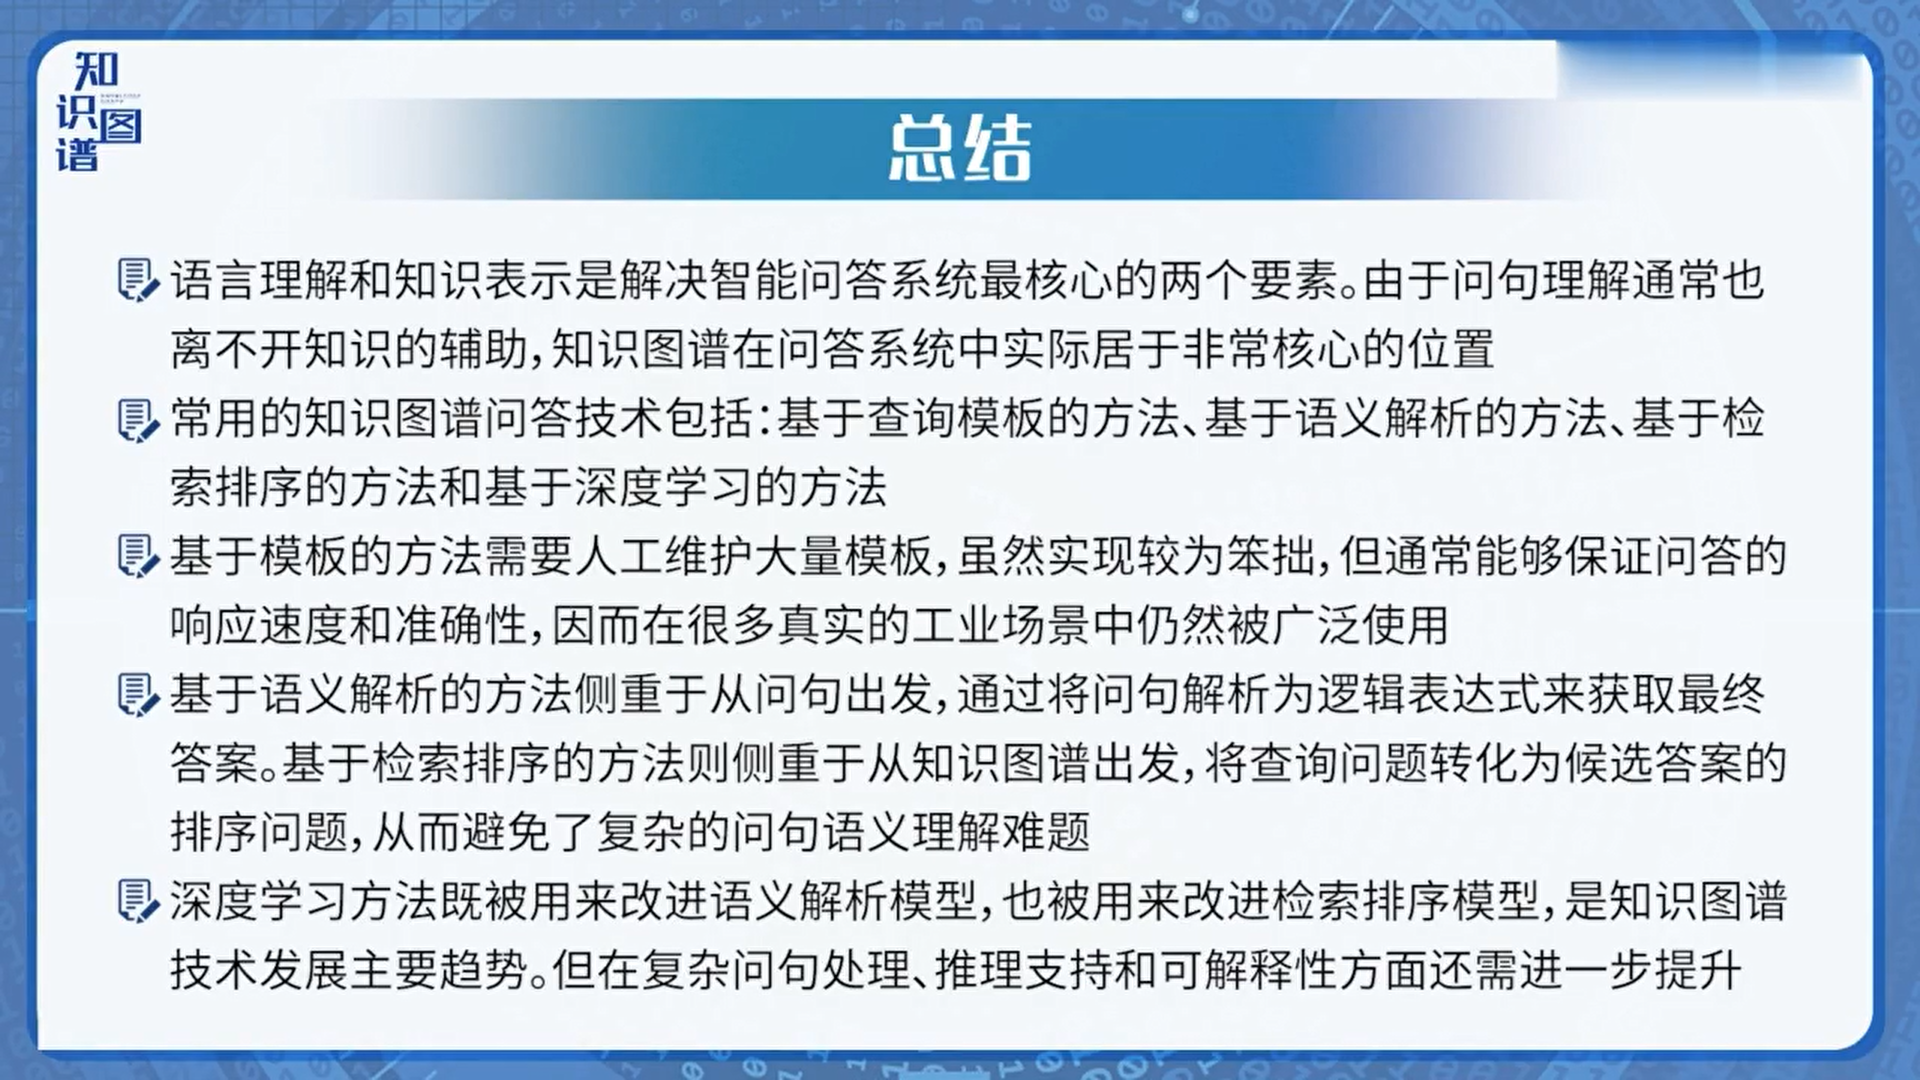 知
识图
谱
总结
语言理解和知识表示是解决智能问答系统最核心的两个要素。由于问句理解通常也
离不开知识的辅助，知识图谱在问答系统中实际居于非常核心的位置
常用的知识图谱问答技术包括：基于查询模板的方法、基于语义解析的方法、基于检
索排序的方法和基于深度学习的方法
基于模板的方法需要人工维护大量模板，虽然实现较为笨拙，但通常能够保证问答的
响应速度和准确性，因而在很多真实的工业场景中仍然被广泛使用
基于语义解析的方法侧重于从问句出发，通过将问句解析为逻辑表达式来获取最终
答案。基于检索排序的方法则侧重于从知识图谱出发，将查询问题转化为候选答案的
排序问题，从而避免了复杂的问句语义理解难题
深度学习方法既被用来改进语义解析模型，也被用来改进检索排序模型，是知识图谱
技术发展主要趋势。但在复杂问句处理、推理支持和可解释性方面还需进一步提升